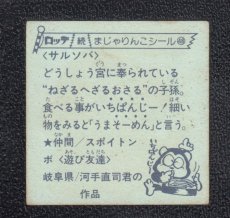 ロッテ 続 まじゃりんこシール
〈サルソバ〉
どうしょう宮に奉られている
"ねざるへざるおさる"の子孫。
食べる事がいちばんじー!細い
物をみると「うまそーめん」と言う。
★仲間/スポイトン
ボ〈遊び友達〉
岐阜県/河手直司君の
作品